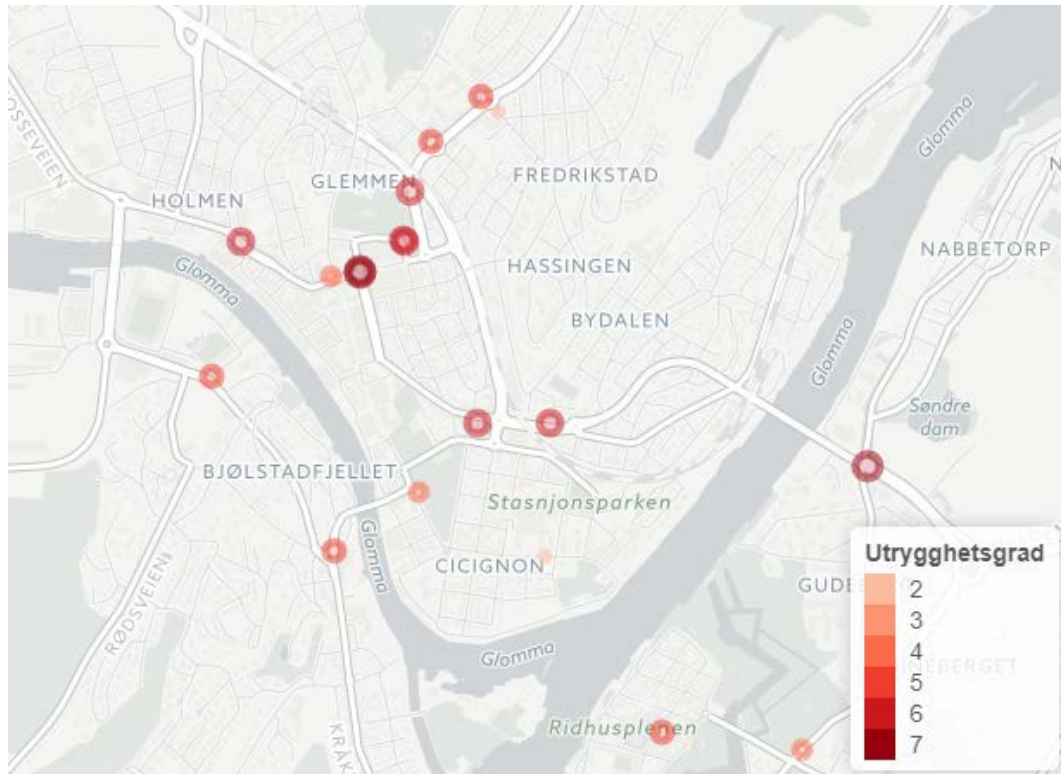 FREDRIKSTAD
GLEMMEN
HOLMEN
Glomma
NABBETORP
HASSINGEN
Glomma
BYDALEN
Glomma
Søndre
dam
BJØLSTADFJELLET
Stasnjonsparken
Glomma
CICIGNON
RØDSVEIEN
Glomma
Ridhusplenen
Utrygghetsgrad
2
3
4
5
6
7